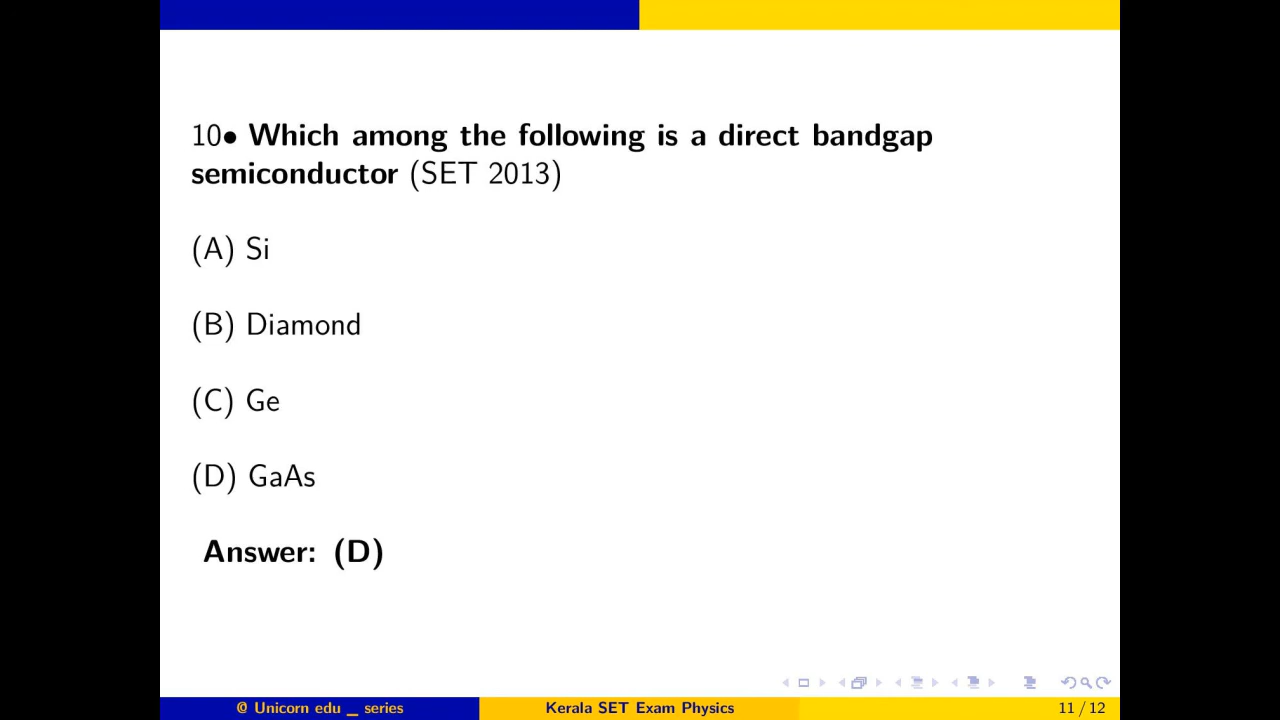 10• Which among the following is a direct bandgap
semiconductor (SET 2013)
(A) Si
(B) Diamond
(C) Ge
(D) GaAs
Answer: (D)
@ Unicorn edu _ series
Kerala SET Exam Physics
11 / 12